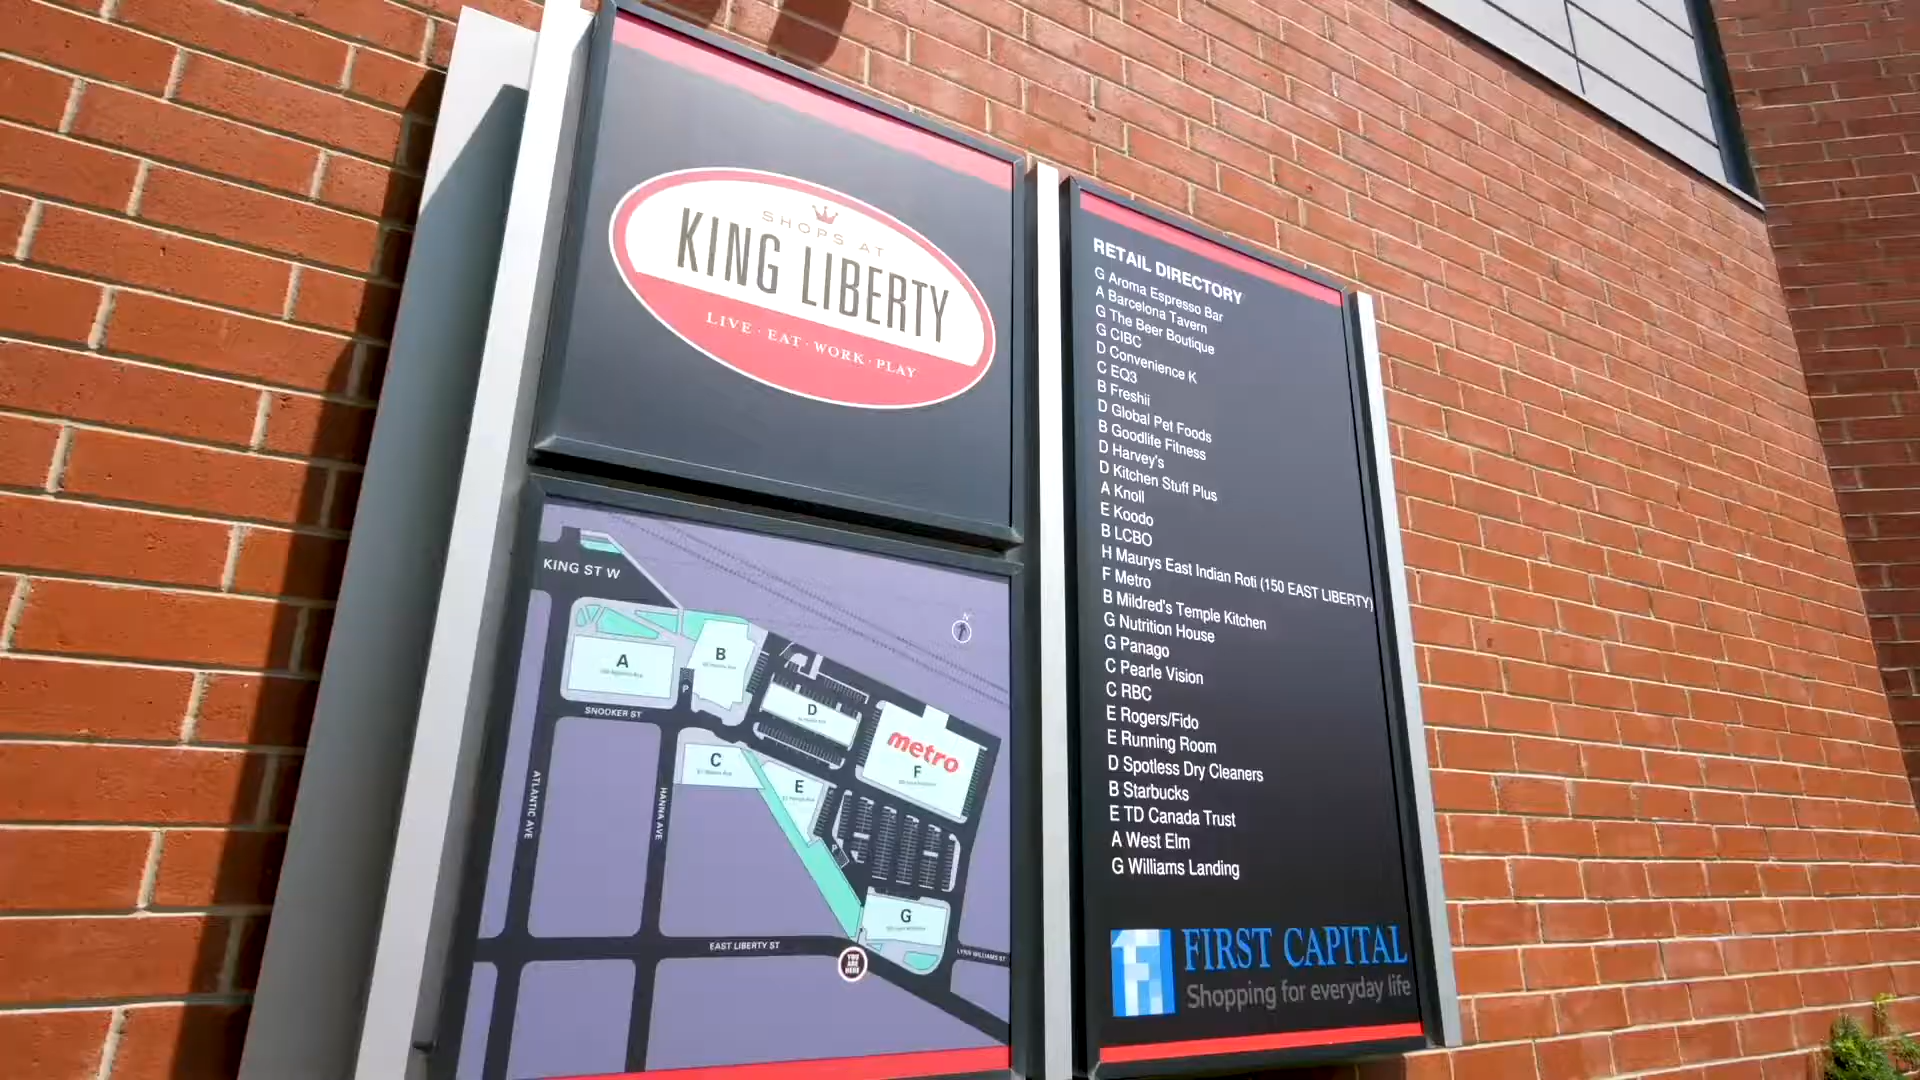 SHOPS AT
KING LIBERTY
LIVE · EAT · WORK · PLAY
KING ST W
N
A
B
P
SNOOKER ST
D
metro
F
C
E
ATLANTIC AVE
HANNA AVE
P
G
EAST LIBERTY ST
LYNN WILLIAMS ST
YOU
ARE
HERE
RETAIL DIRECTORY
G Aroma Espresso Bar
A Barcelona Tavern
G The Beer Boutique
G CIBC
D Convenience K
C EQ3
B Freshii
D Global Pet Foods
B Goodlife Fitness
D Harvey's
D Kitchen Stuff Plus
A Knoll
E Koodo
B LCBO
H Maurys East Indian Roti (150 EAST LIBERTY)
F Metro
B Mildred's Temple Kitchen
G Nutrition House
G Panago
C Pearle Vision
C RBC
E Rogers/Fido
E Running Room
D Spotless Dry Cleaners
B Starbucks
E TD Canada Trust
A West Elm
G Williams Landing
FIRST CAPITAL
Shopping for everyday life